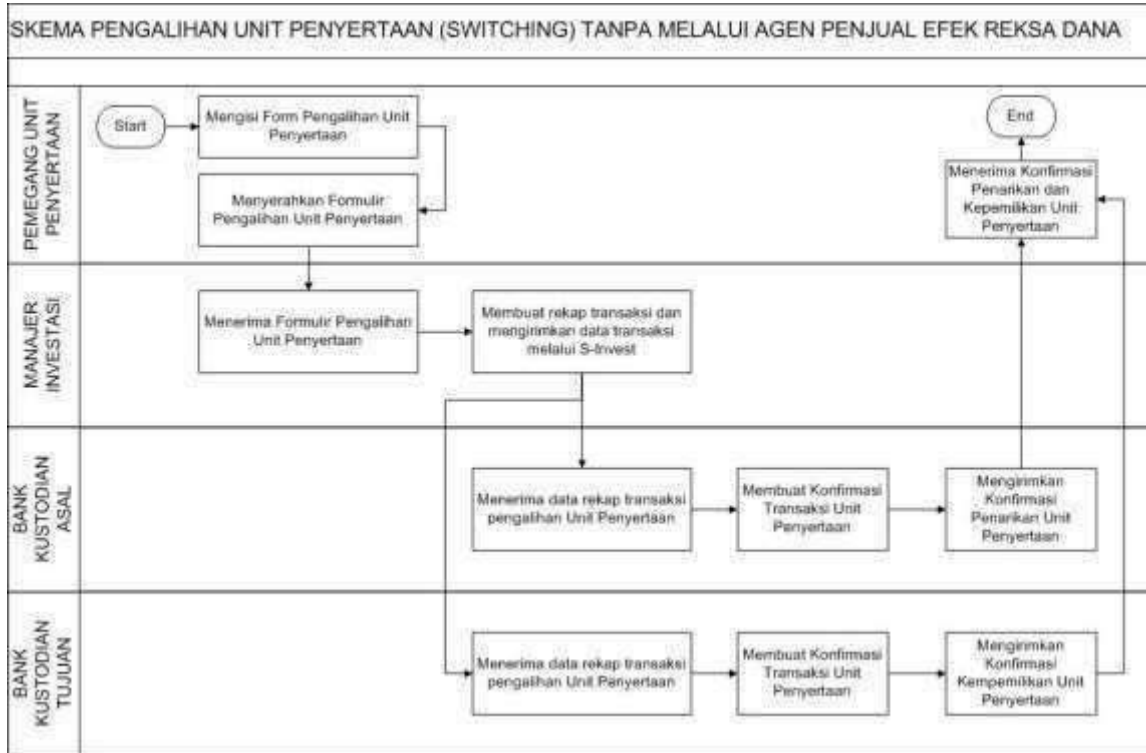 SKEMA PENGALIHAN UNIT PENYERTAAN (SWITCHING) TANPA MELALUI AGEN PENJUAL EFEK REKSA DANA
PEMEGANG UNIT
PENYERTAAN
Start
Mengisi Form Pengalihan Unit
Penyertaan
Menyerahkan Formulir
Pengalihan Unit Penyertaan
End
Menerima Konfirmasi
Penarikan dan
Kepemilikan Unit
Penyertaan
MANAJER
INVESTASI
Menerima Formulir Pengalihan
Unit Penyertaan
Membuat rekap transaksi dan
mengirimkan data transaksi
melalui S-Invest
BANK
KUSTODIAN
ASAL
Menerima data rekap transaksi
pengalihan Unit Penyertaan
Membuat Konfirmasi
Transaksi Unit
Penyertaan
Mengirimkan
Konfirmasi
Penarikan Unit
Penyertaan
BANK
KUSTODIAN
TUJUAN
Menerima data rekap transaksi
pengalihan Unit Penyertaan
Membuat Konfirmasi
Transaksi Unit
Penyertaan
Mengirimkan
Konfirmasi
Kempemilikan Unit
Penyertaan